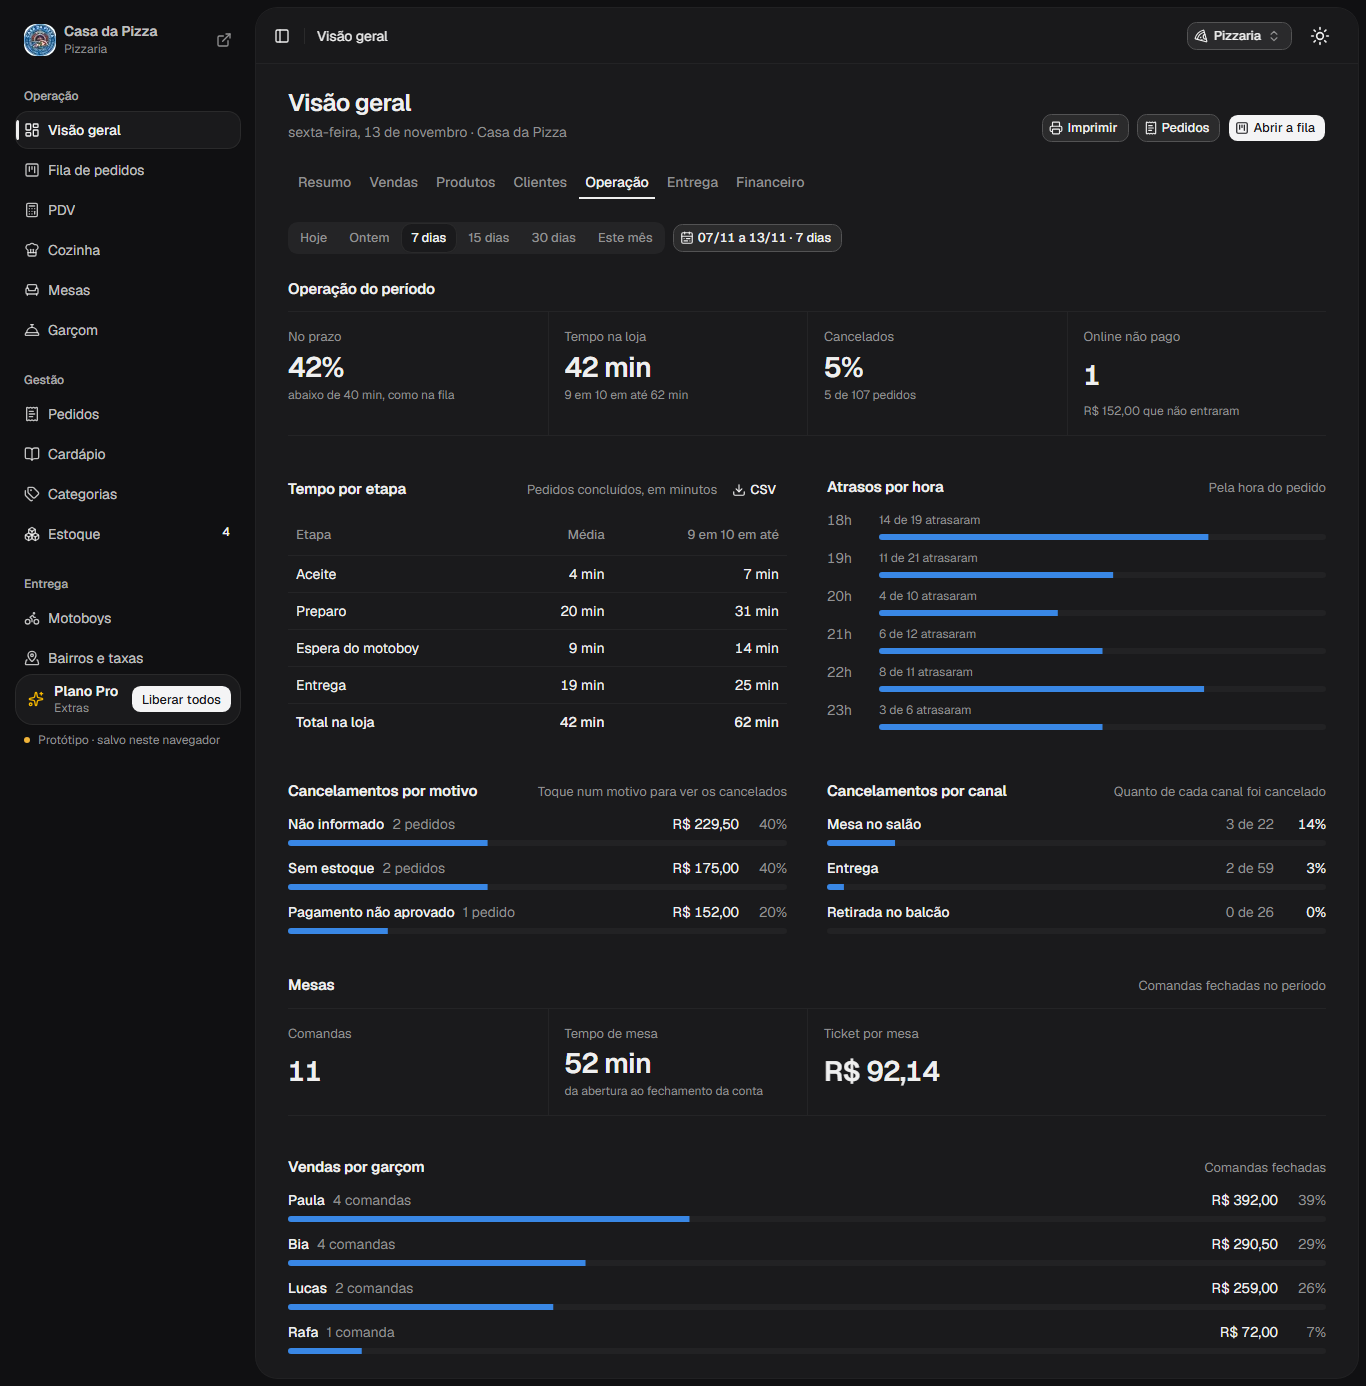 Casa da Pizza
Pizzaria
Operação
Visão geral
Fila de pedidos
PDV
Cozinha
Mesas
Garçom
Gestão
Pedidos
Cardápio
Categorias
Estoque 4
Entrega
Motoboys
Bairros e taxas
Plano Pro
Extras
Liberar todos
Protótipo · salvo neste navegador
Visão geral
Pizzaria
Visão geral
sexta-feira, 13 de novembro · Casa da Pizza
Imprimir Pedidos Abrir a fila
Resumo Vendas Produtos Clientes Operação Entrega Financeiro
Hoje Ontem 7 dias 15 dias 30 dias Este mês 07/11 a 13/11 · 7 dias
Operação do período
No prazo
42%
abaixo de 40 min, como na fila
Tempo na loja
42 min
9 em 10 em até 62 min
Cancelados
5%
5 de 107 pedidos
Online não pago
1
R$ 152,00 que não entraram
Tempo por etapa Pedidos concluídos, em minutos CSV
Etapa Média 9 em 10 em até
Aceite 4 min 7 min
Preparo 20 min 31 min
Espera do motoboy 9 min 14 min
Entrega 19 min 25 min
Total na loja 42 min 62 min
Atrasos por hora Pela hora do pedido
18h 14 de 19 atrasaram
19h 11 de 21 atrasaram
20h 4 de 10 atrasaram
21h 6 de 12 atrasaram
22h 8 de 11 atrasaram
23h 3 de 6 atrasaram
Cancelamentos por motivo Toque num motivo para ver os cancelados
Não informado 2 pedidos R$ 229,50 40%
Sem estoque 2 pedidos R$ 175,00 40%
Pagamento não aprovado 1 pedido R$ 152,00 20%
Cancelamentos por canal Quanto de cada canal foi cancelado
Mesa no salão 3 de 22 14%
Entrega 2 de 59 3%
Retirada no balcão 0 de 26 0%
Mesas Comandas fechadas no período
Comandas
11
Tempo de mesa
52 min
da abertura ao fechamento da conta
Ticket por mesa
R$ 92,14
Vendas por garçom Comandas fechadas
Paula 4 comandas R$ 392,00 39%
Bia 4 comandas R$ 290,50 29%
Lucas 2 comandas R$ 259,00 26%
Rafa 1 comanda R$ 72,00 7%